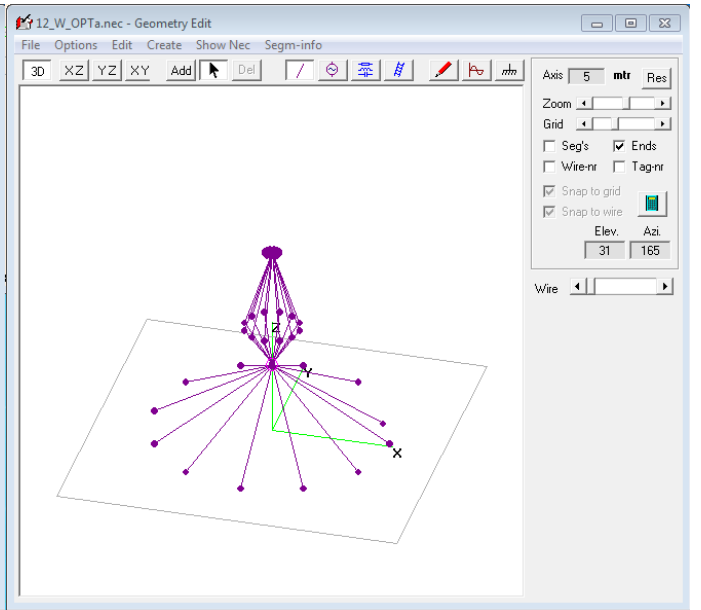 12_W_OPTa.nec - Geometry Edit
File Options Edit Create Show Nec Segm-info
3D XZ YZ XY Add Del
Axis 5 mtr Res
Zoom
Grid
Seg's Ends
Wire-nr Tag-nr
Snap to grid
Snap to wire
Elev. Azi.
31 165
Wire
Z
Y
X